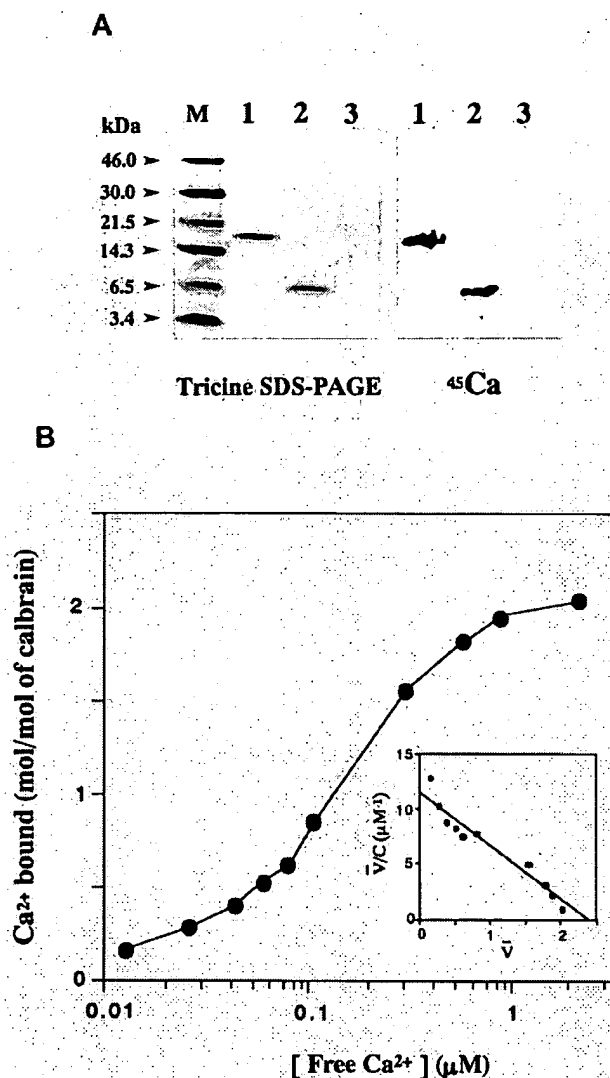 A
kDa M 1 2 3 1 2 3
46.0
30.0
21.5
14.3
6.5
3.4
Tricine SDS-PAGE ⁴⁵Ca
B
Ca²⁺ bound (mol/mol of calbrain)
2
1
0
0.01 0.1 1
[ Free Ca²⁺ ] (μM)
V̄/C (μM⁻¹)
15
10
5
0
0 1 2
V̄